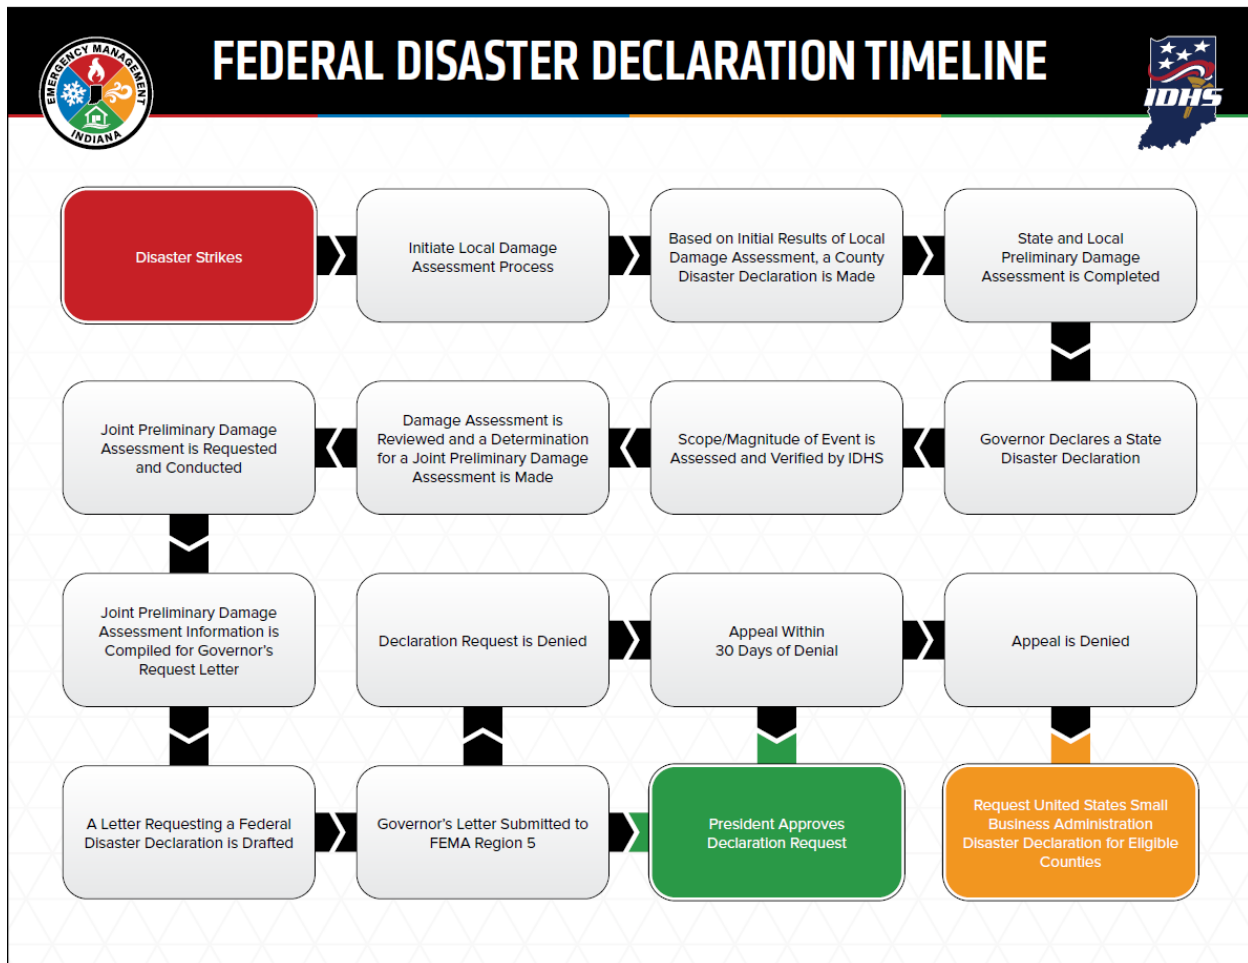 FEDERAL DISASTER DECLARATION TIMELINE
EMERGENCY MANAGEMENT
INDIANA
IDHS
Disaster Strikes
Initiate Local Damage
Assessment Process
Based on Initial Results of Local
Damage Assessment, a County
Disaster Declaration is Made
State and Local
Preliminary Damage
Assessment is Completed
Governor Declares a State
Disaster Declaration
Scope/Magnitude of Event is
Assessed and Verified by IDHS
Damage Assessment is
Reviewed and a Determination
for a Joint Preliminary Damage
Assessment is Made
Joint Preliminary Damage
Assessment is Requested
and Conducted
Joint Preliminary Damage
Assessment Information is
Compiled for Governor's
Request Letter
A Letter Requesting a Federal
Disaster Declaration is Drafted
Governor's Letter Submitted to
FEMA Region 5
Declaration Request is Denied
Appeal Within
30 Days of Denial
Appeal is Denied
President Approves
Declaration Request
Request United States Small
Business Administration
Disaster Declaration for Eligible
Counties